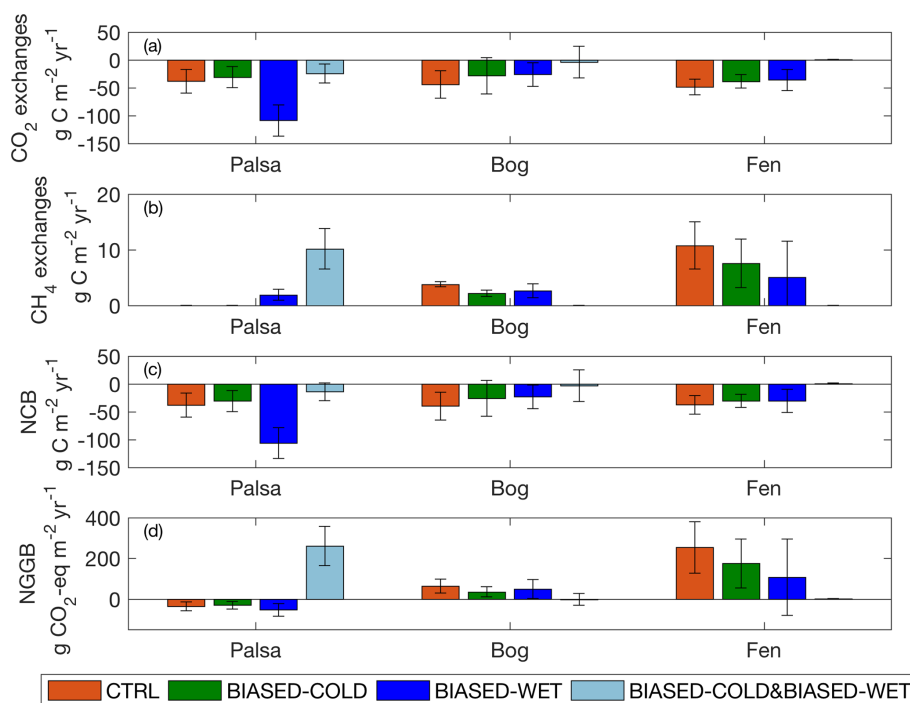 (a)
CO2 exchanges
g C m-2 yr-1
50
0
-50
-100
-150
Palsa Bog Fen
(b)
CH4 exchanges
g C m-2 yr-1
20
10
0
Palsa Bog Fen
(c)
NCB
g C m-2 yr-1
50
0
-50
-100
-150
Palsa Bog Fen
(d)
NGGB
g CO2-eq m-2 yr-1
400
200
0
Palsa Bog Fen
CTRL BIASED-COLD BIASED-WET BIASED-COLD&BIASED-WET